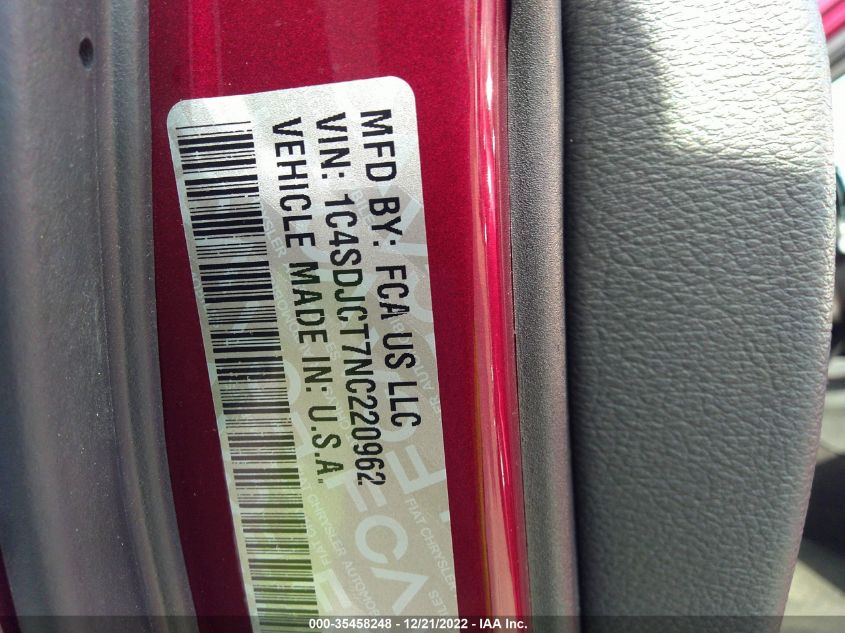 MFD BY: FCA US LLC
VIN: 1C4SDJCT7NC220962
VEHICLE MADE IN: U.S.A.
000-35458248 - 12/21/2022 - IAA Inc.